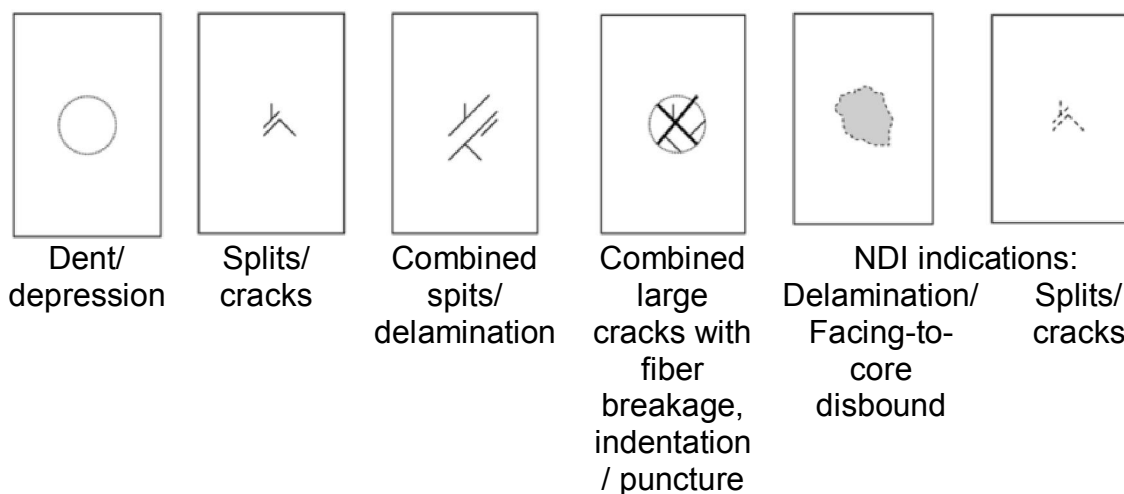 Dent/
depression
Splits/
cracks
Combined
spits/
delamination
Combined
large
cracks with
fiber
breakage,
indentation
/ puncture
NDI indications:
Delamination/
Facing-to-
core
disbound
Splits/
cracks